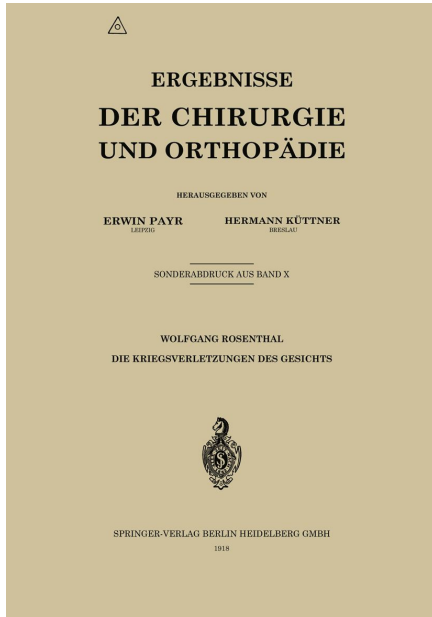 ERGEBNISSE
DER CHIRURGIE
UND ORTHOPÄDIE
HERAUSGEGEBEN VON
ERWIN PAYR HERMANN KÜTTNER
LEIPZIG BRESLAU
SONDERABDRUCK AUS BAND X
WOLFGANG ROSENTHAL
DIE KRIEGSVERLETZUNGEN DES GESICHTS
SPRINGER-VERLAG BERLIN HEIDELBERG GMBH
1918